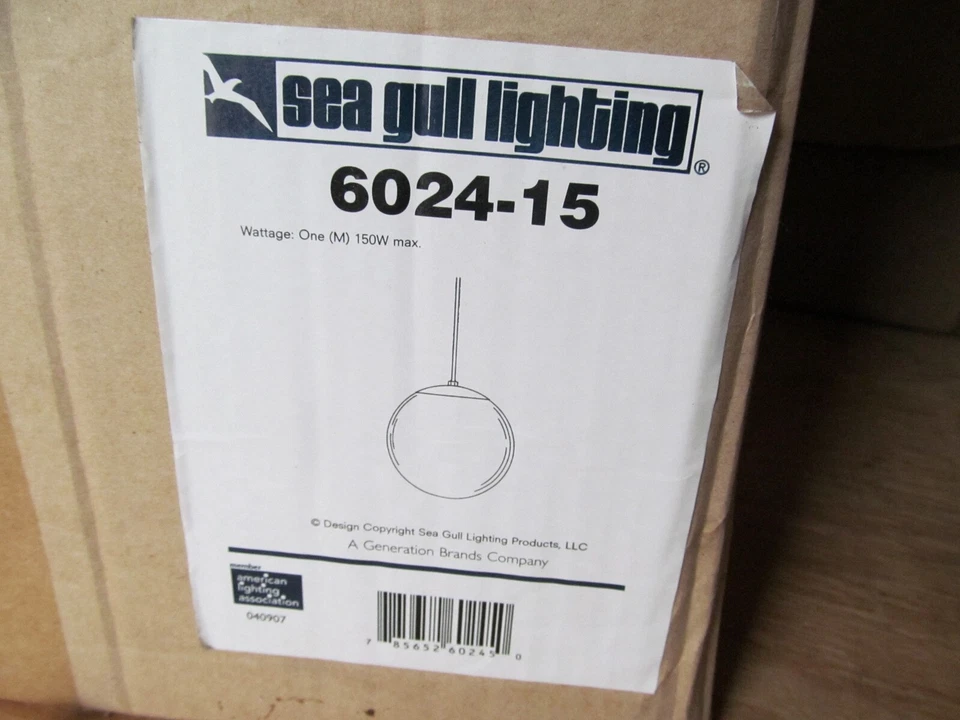 sea gull lighting®
6024-15
Wattage: One (M) 150W max.
© Design Copyright Sea Gull Lighting Products, LLC
A Generation Brands Company
member
american
lighting
association
040907
7 85652 60245 0